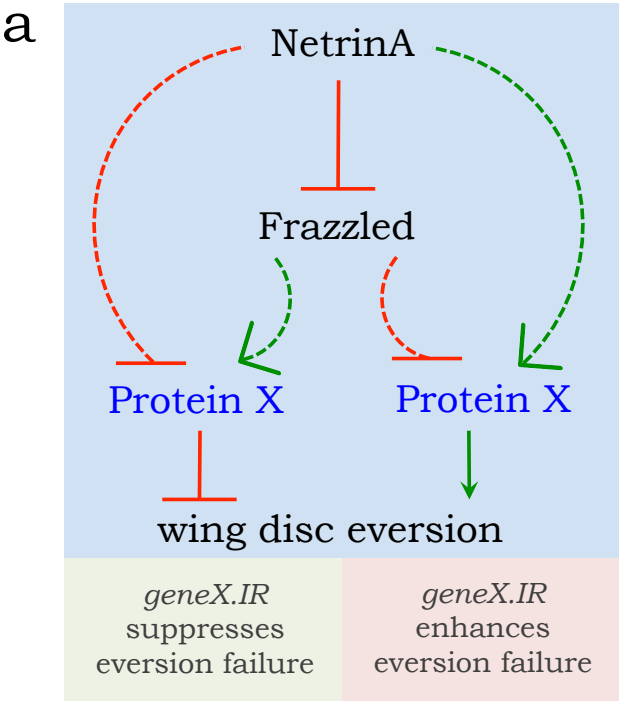 a
NetrinA
Frazzled
Protein X
Protein X
wing disc eversion
geneX.IR
suppresses
eversion failure
geneX.IR
enhances
eversion failure